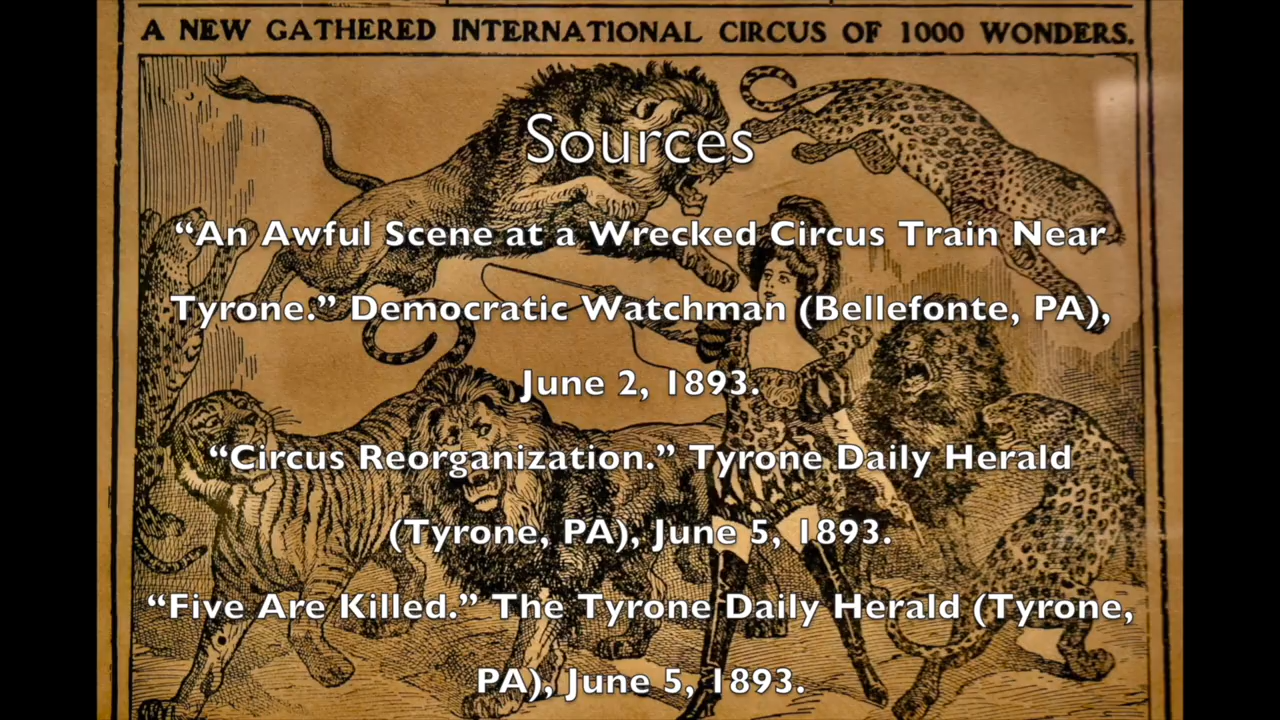 A NEW GATHERED INTERNATIONAL CIRCUS OF 1000 WONDERS.
Sources
“An Awful Scene at a Wrecked Circus Train Near
Tyrone.” Democratic Watchman (Bellefonte, PA),
June 2, 1893.
“Circus Reorganization.” Tyrone Daily Herald
(Tyrone, PA), June 5, 1893.
“Five Are Killed.” The Tyrone Daily Herald (Tyrone,
PA), June 5, 1893.